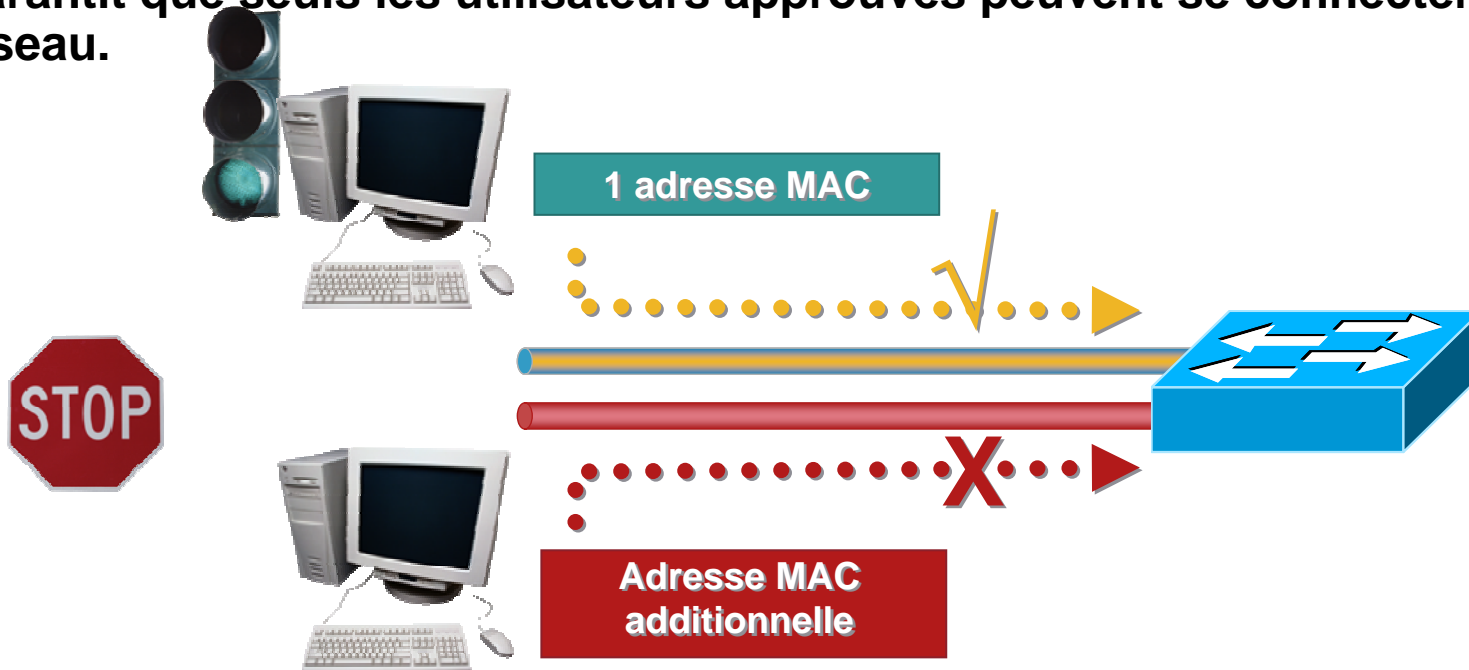 arantit que seuls les utilisateurs approuvés peuvent se connecter
seau.
1 adresse MAC
STOP
X
Adresse MAC
additionnelle